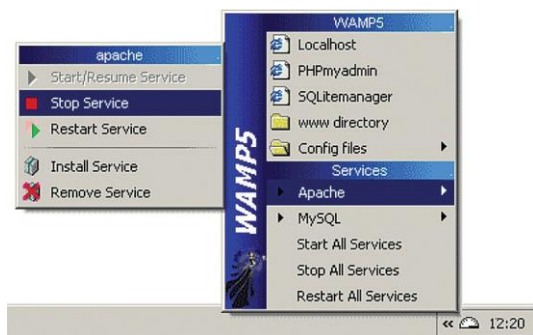 apache
Start/Resume Service
Stop Service
Restart Service
Install Service
Remove Service
WAMP5
WAMP5
Localhost
PHPmyadmin
SQLitemanager
www directory
Config files
Services
Apache
MySQL
Start All Services
Stop All Services
Restart All Services
« 12:20